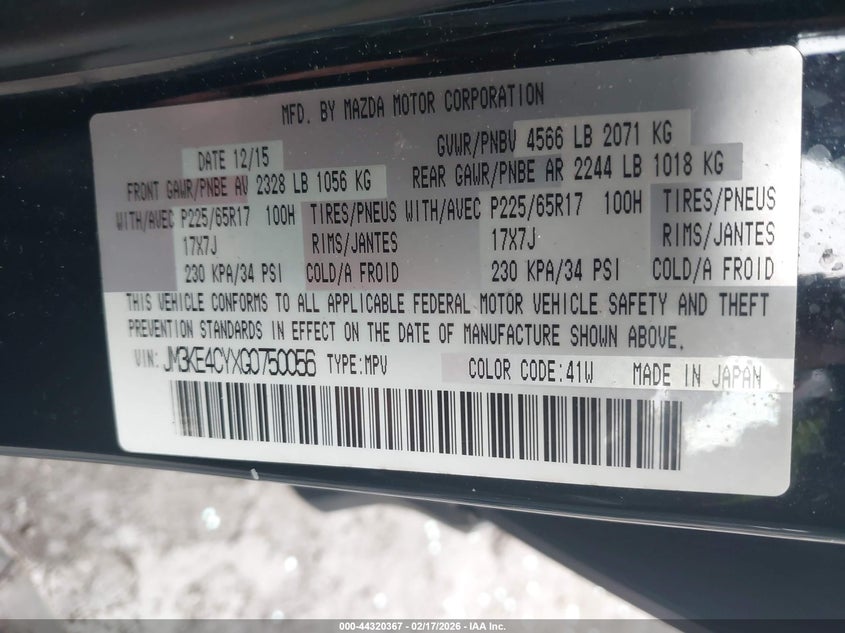 MFD. BY MAZDA MOTOR CORPORATION
DATE 12/15 GVWR/PNBV 4566 LB 2071 KG
FRONT GAWR/PNBE AV 2328 LB 1056 KG REAR GAWR/PNBE AR 2244 LB 1018 KG
WITH/AVEC P225/65R17 100H TIRES/PNEUS WITH/AVEC P225/65R17 100H TIRES/PNEUS
17X7J RIMS/JANTES 17X7J RIMS/JANTES
230 KPA/34 PSI COLD/A FROID 230 KPA/34 PSI COLD/A FROID
THIS VEHICLE CONFORMS TO ALL APPLICABLE FEDERAL MOTOR VEHICLE SAFETY AND THEFT
PREVENTION STANDARDS IN EFFECT ON THE DATE OF MANUFACTURE SHOWN ABOVE.
VIN: JM3KE4CYXG0750056 TYPE:MPV COLOR CODE:41W MADE IN JAPAN
000-44320367 - 02/17/2026 - IAA Inc.